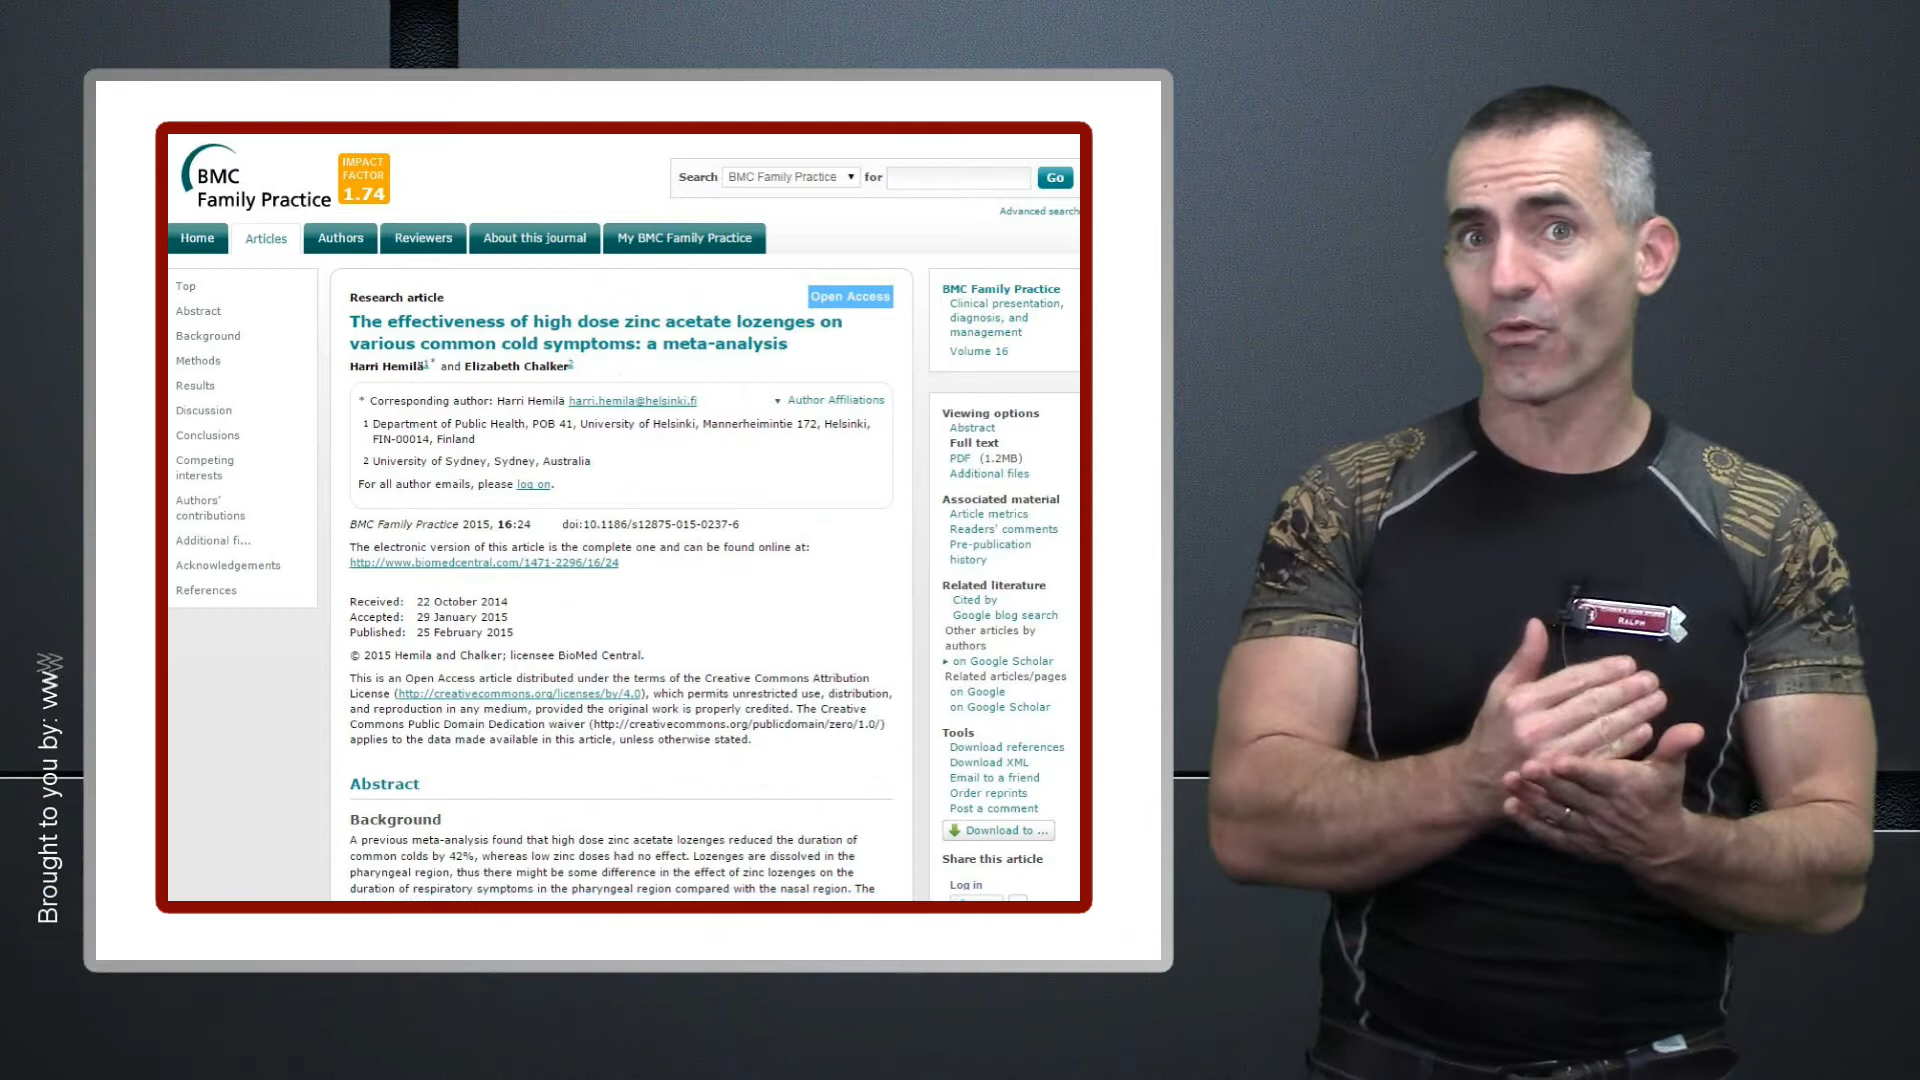 BMC
Family Practice
IMPACT
FACTOR
1.74
Search BMC Family Practice for Go
Advanced search
Home Articles Authors Reviewers About this journal My BMC Family Practice
Top
Abstract
Background
Methods
Results
Discussion
Conclusions
Competing
interests
Authors'
contributions
Additional fi...
Acknowledgements
References
Research article
Open Access
The effectiveness of high dose zinc acetate lozenges on
various common cold symptoms: a meta-analysis
Harri Hemilä1* and Elizabeth Chalker2
* Corresponding author: Harri Hemilä harri.hemila@helsinki.fi
Author Affiliations
1 Department of Public Health, POB 41, University of Helsinki, Mannerheimintie 172, Helsinki,
FIN-00014, Finland
2 University of Sydney, Sydney, Australia
For all author emails, please log on.
BMC Family Practice 2015, 16:24 doi:10.1186/s12875-015-0237-6
The electronic version of this article is the complete one and can be found online at:
http://www.biomedcentral.com/1471-2296/16/24
Received: 22 October 2014
Accepted: 29 January 2015
Published: 25 February 2015
© 2015 Hemila and Chalker; licensee BioMed Central.
This is an Open Access article distributed under the terms of the Creative Commons Attribution
License (http://creativecommons.org/licenses/by/4.0), which permits unrestricted use, distribution,
and reproduction in any medium, provided the original work is properly credited. The Creative
Commons Public Domain Dedication waiver (http://creativecommons.org/publicdomain/zero/1.0/)
applies to the data made available in this article, unless otherwise stated.
Abstract
Background
A previous meta-analysis found that high dose zinc acetate lozenges reduced the duration of
common colds by 42%, whereas low zinc doses had no effect. Lozenges are dissolved in the
pharyngeal region, thus there might be some difference in the effect of zinc lozenges on the
duration of respiratory symptoms in the pharyngeal region compared with the nasal region. The
BMC Family Practice
Clinical presentation,
diagnosis, and
management
Volume 16
Viewing options
Abstract
Full text
PDF (1.2MB)
Additional files
Associated material
Article metrics
Readers' comments
Pre-publication
history
Related literature
Cited by
Google blog search
Other articles by
authors
on Google Scholar
Related articles/pages
on Google
on Google Scholar
Tools
Download references
Download XML
Email to a friend
Order reprints
Post a comment
Download to ...
Share this article
Log in
Brought to you by: ww
RALPH